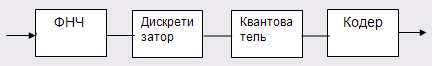 ФНЧ
Дискрети
затор
Квантова
тель
Кодер